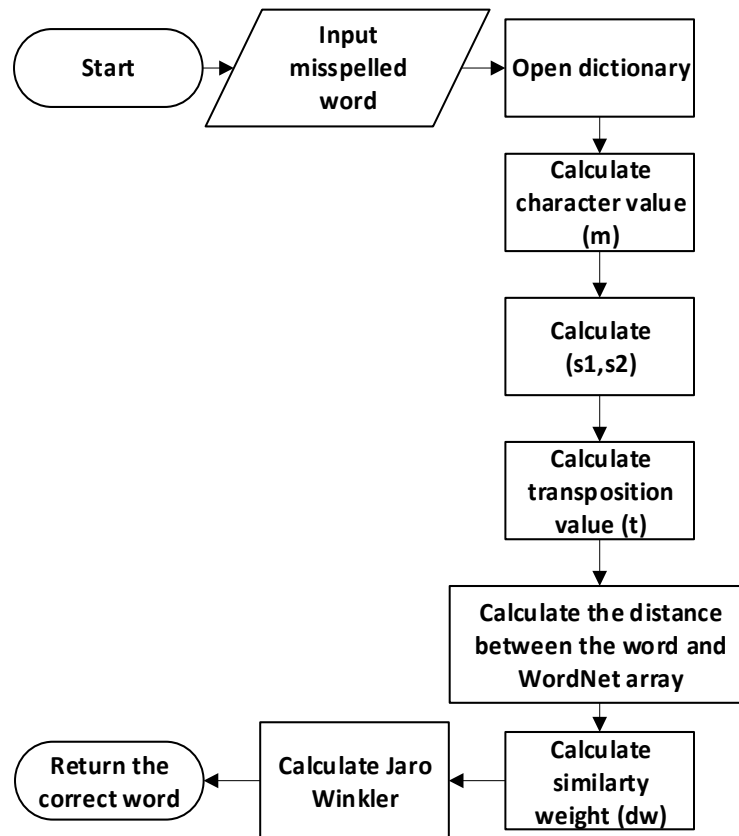 Start
Input
misspelled
word
Open dictionary
Calculate
character value
(m)
Calculate
(s1,s2)
Calculate
transposition
value (t)
Calculate the distance
between the word and
WordNet array
Calculate
similarty
weight (dw)
Calculate Jaro
Winkler
Return the
correct word